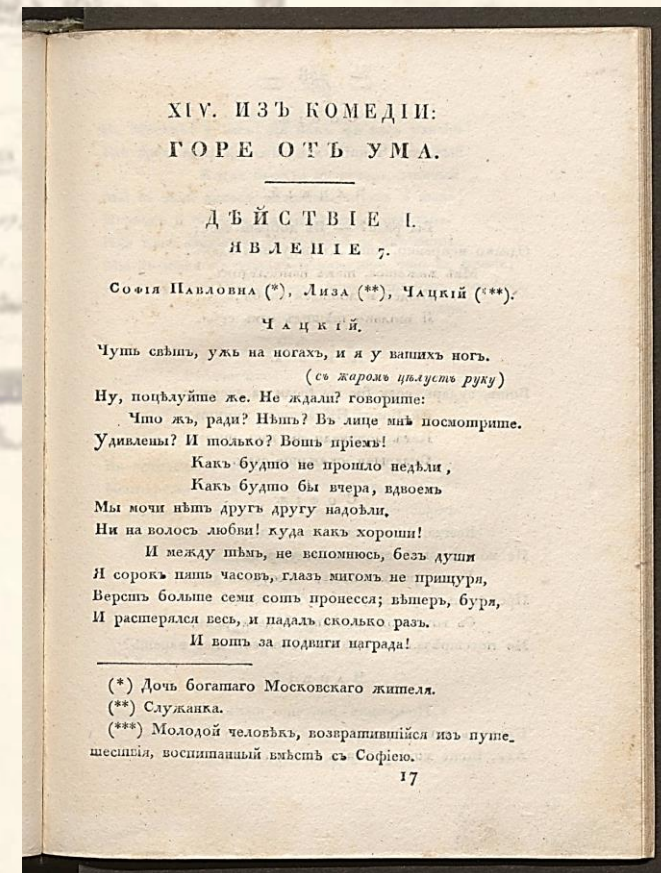 XIV. ИЗЪ КОМЕДІИ:
ГОРЕ ОТЪ УМА.
ДѢЙСТВІЕ I.
ЯВЛЕНІЕ 7.
Софія Павловна (*), Лиза (**), Чацкій (***).
Чацкій.
Чуть свѣтъ, ужь на ногахъ, и я у вашихъ ногъ.
(съ жаромъ цѣлуетъ руку)
Ну, поцѣлуйте же. Не ждали? говорите:
Что жъ, ради? Нѣтъ? Въ лице мнѣ посмотрите.
Удивлены? И только? Вотъ пріемъ!
Какъ будто не прошло недѣли,
Какъ будто бы вчера, вдвоемъ
Мы мочи нѣтъ другъ другу надоѣли,
Ни на волосъ любви! куда какъ хороши!
И между тѣмъ, не вспомнюсь, безъ души
Я сорокъ пять часовъ, глазъ мигомъ не прищуря,
Верстъ больше семи сотъ пронесся; вѣтеръ, буря,
И растерялся весь, и падалъ сколько разъ.
И вотъ за подвиги награда!
(*) Дочь богатаго Московскаго жителя.
(**) Служанка.
(***) Молодой человѣкъ, возвратившійся изъ путе-
шествія, воспитанный вмѣстѣ съ Софіею.
17